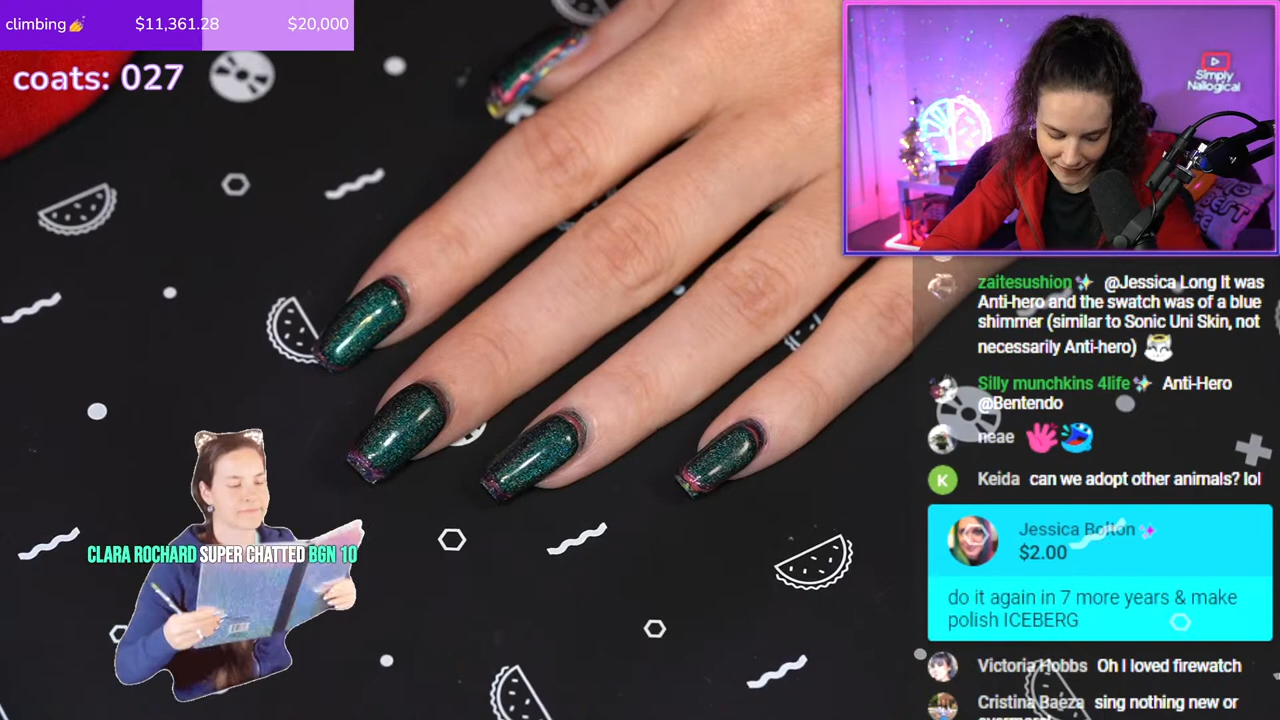 climbing💅 $11,361.28 $20,000
coats: 027
Simply
Nailogical
zaitesushion @Jessica Long It was
Anti-hero and the swatch was of a blue
shimmer (similar to Sonic Uni Skin, not
necessarily Anti-hero)
Silly munchkins 4life Anti-Hero
@Bentendo
neae
K
Keida can we adopt other animals? lol
Jessica Bolton
$2.00
do it again in 7 more years & make
polish ICEBERG
Victoria Hobbs Oh I loved firewatch
Cristina Baeza sing nothing new or
CLARA ROCHARD SUPER CHATTED BGN 10